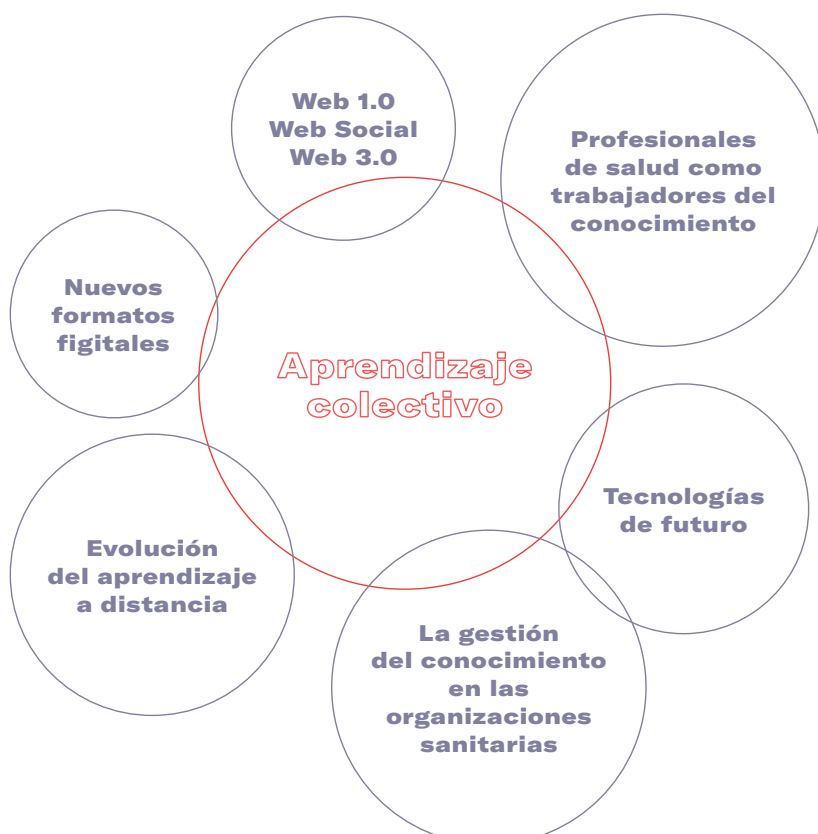 Web 1.0
Web Social
Web 3.0
Profesionales
de salud como
trabajadores del
conocimiento
Nuevos
formatos
figitales
Aprendizaje
colectivo
Tecnologías
de futuro
Evolución
del aprendizaje
a distancia
La gestión
del conocimiento
en las
organizaciones
sanitarias